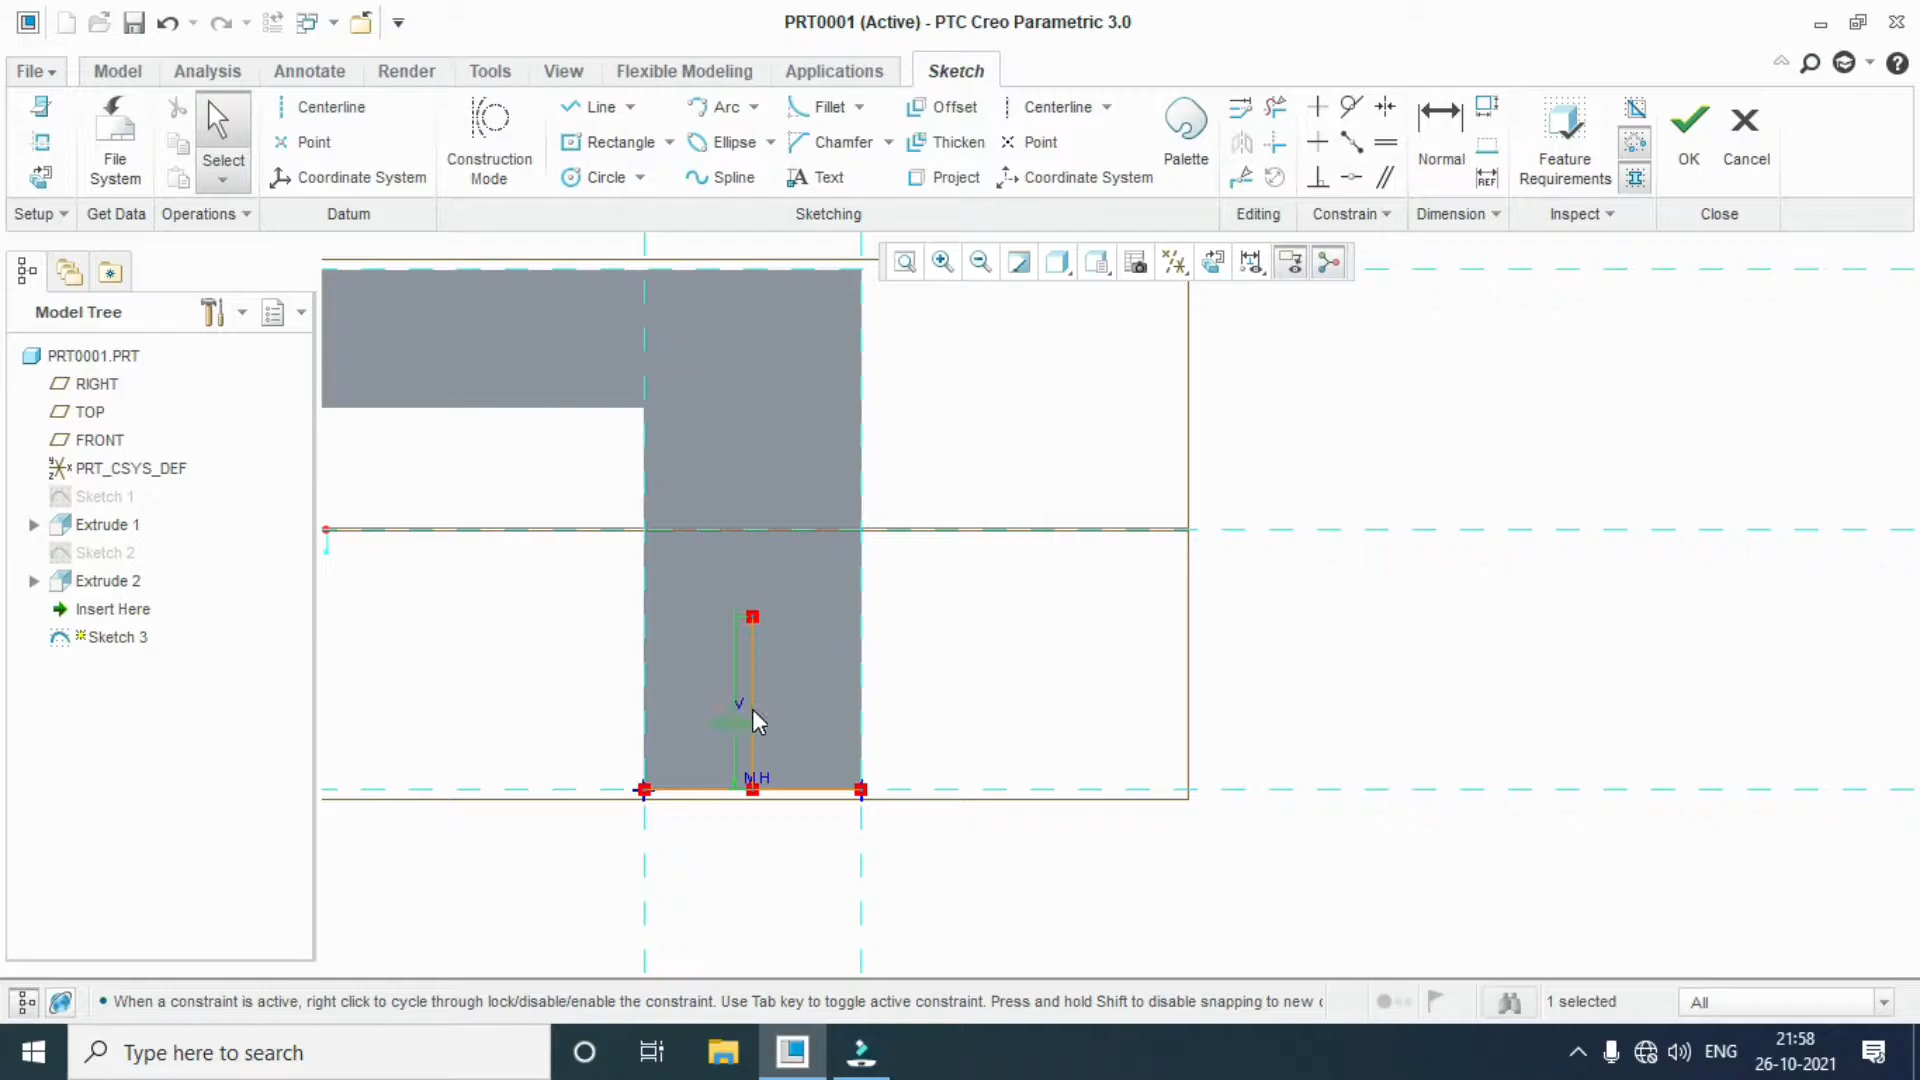 PRT0001 (Active) - PTC Creo Parametric 3.0
File
Model
Analysis
Annotate
Render
Tools
View
Flexible Modeling
Applications
Sketch
File
System
Select
Centerline
Point
Coordinate System
Construction
Mode
Line
Arc
Fillet
Offset
Centerline
Rectangle
Ellipse
Chamfer
Thicken
Point
Circle
Spline
Text
Project
Coordinate System
Palette
Normal
REF
Feature
Requirements
OK
Cancel
Setup
Get Data
Operations
Datum
Sketching
Editing
Constrain
Dimension
Inspect
Close
Model Tree
PRT0001.PRT
RIGHT
TOP
FRONT
PRT_CSYS_DEF
Sketch 1
Extrude 1
Sketch 2
Extrude 2
Insert Here
Sketch 3
V
M H
When a constraint is active, right click to cycle through lock/disable/enable the constraint. Use Tab key to toggle active constraint. Press and hold Shift to disable snapping to new
1 selected
All
Type here to search
ENG
21:58
26-10-2021